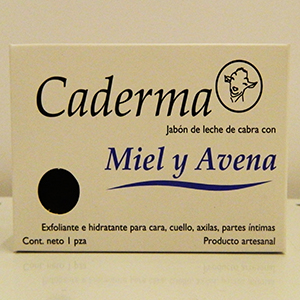 Caderma
Jabón de leche de cabra con
Miel y Avena
Exfoliante e hidratante para cara, cuello, axilas, partes íntimas
Cont. neto 1 pza Producto artesanal